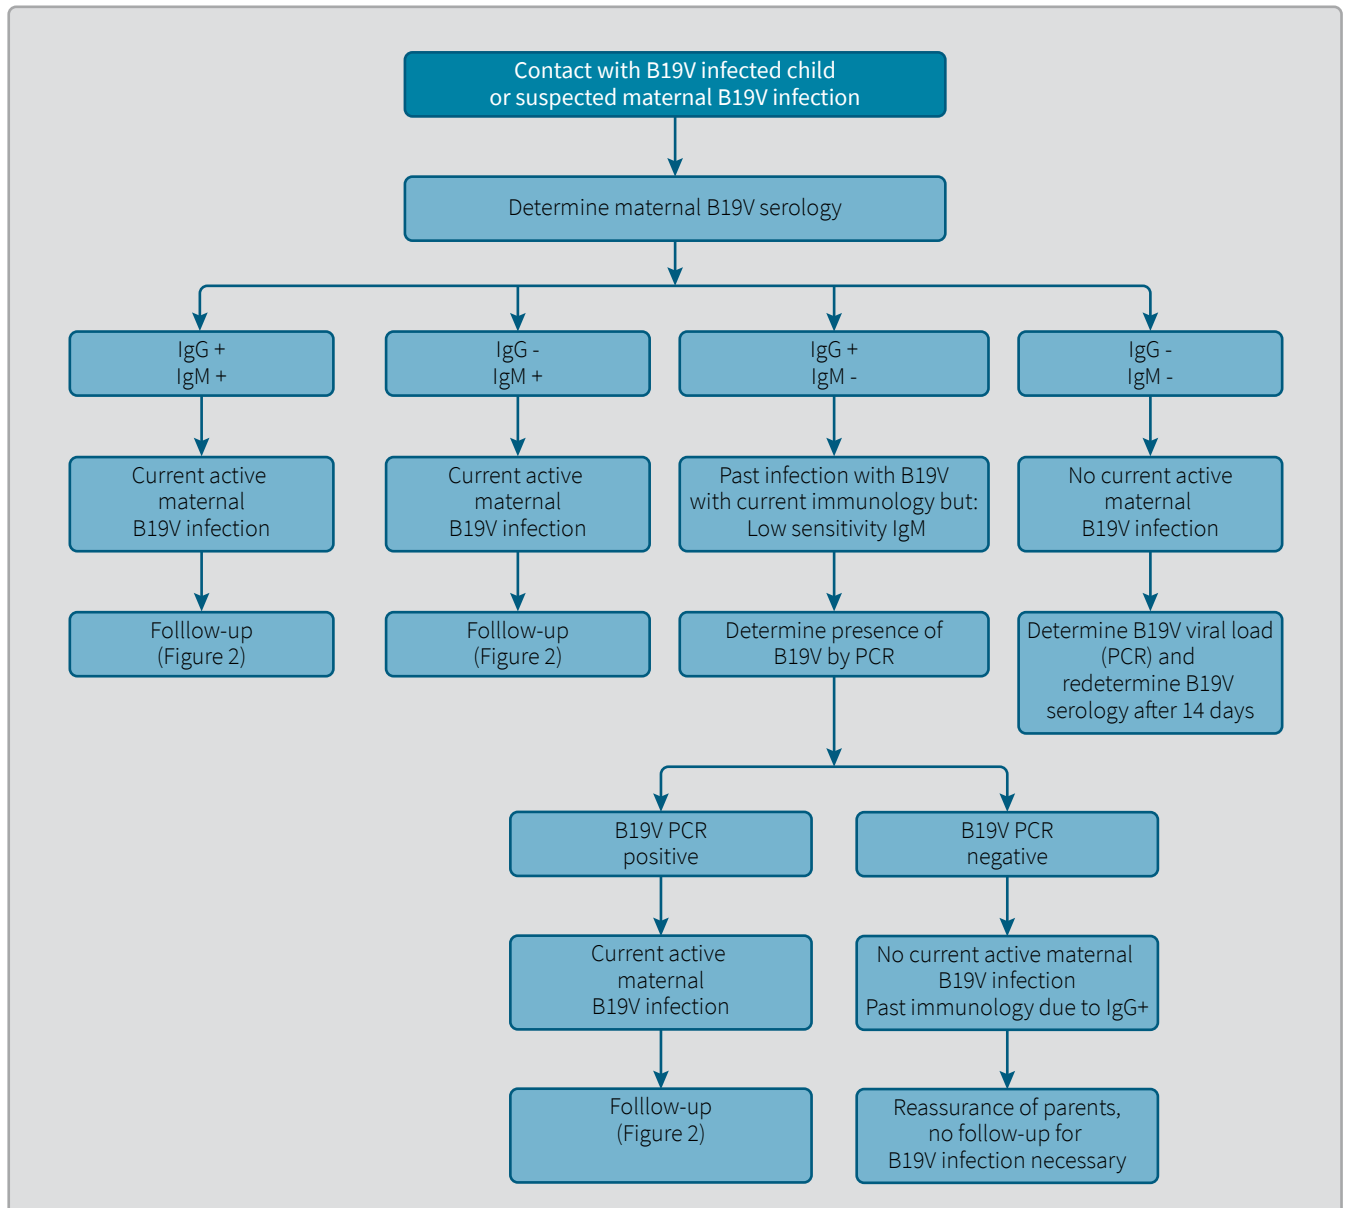 Contact with B19V infected child
or suspected maternal B19V infection
Determine maternal B19V serology
IgG +
IgM +
IgG -
IgM +
IgG +
IgM -
IgG -
IgM -
Current active
maternal
B19V infection
Current active
maternal
B19V infection
Past infection with B19V
with current immunology but:
Low sensitivity IgM
No current active
maternal
B19V infection
Folllow-up
(Figure 2)
Folllow-up
(Figure 2)
Determine presence of
B19V by PCR
Determine B19V viral load
(PCR) and
redetermine B19V
serology after 14 days
B19V PCR
positive
B19V PCR
negative
Current active
maternal
B19V infection
No current active maternal
B19V infection
Past immunology due to IgG+
Folllow-up
(Figure 2)
Reassurance of parents,
no follow-up for
B19V infection necessary